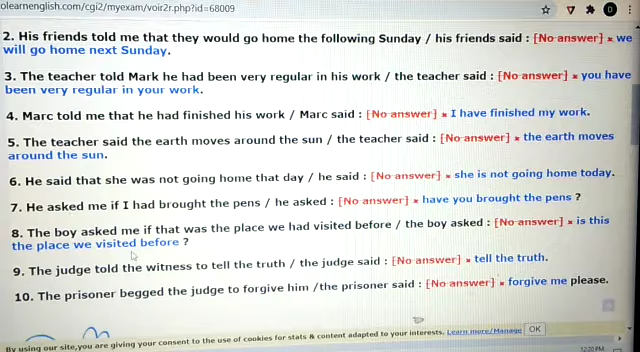 olearnenglish.com/cgi2/myexam/voir2r.php?id=68009
2. His friends told me that they would go home the following Sunday / his friends said : [No answer] × we
will go home next Sunday.
3. The teacher told Mark he had been very regular in his work / the teacher said : [No answer] × you have
been very regular in your work.
4. Marc told me that he had finished his work / Marc said : [No answer] × I have finished my work.
5. The teacher said the earth moves around the sun / the teacher said : [No answer] × the earth moves
around the sun.
6. He said that she was not going home that day / he said : [No answer] × she is not going home today.
7. He asked me if I had brought the pens / he asked : [No answer] × have you brought the pens ?
8. The boy asked me if that was the place we had visited before / the boy asked : [No answer] × is this
the place we visited before ?
9. The judge told the witness to tell the truth / the judge said : [No answer] × tell the truth.
10. The prisoner begged the judge to forgive him /the prisoner said : [No answer] × forgive me please.
By using our site,you are giving your consent to the use of cookies for stats & content adapted to your interests. Learn more/Manage OK
12:20 PM